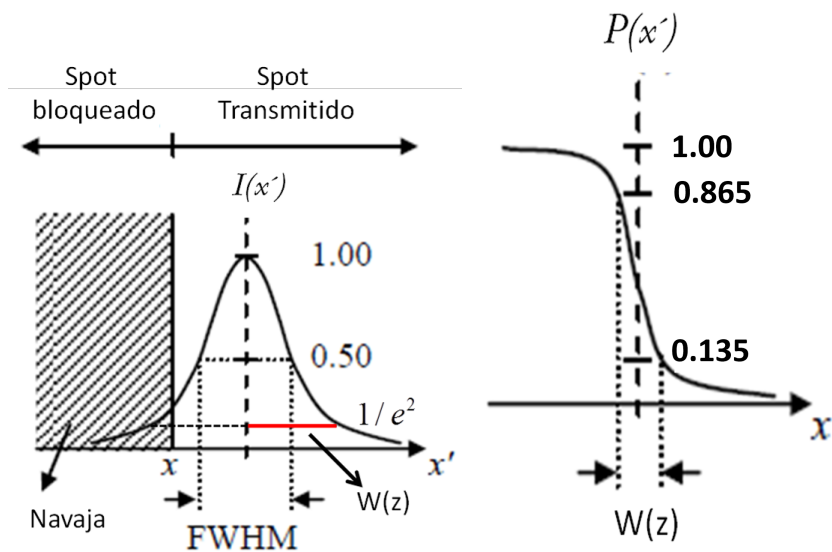 Spot
bloqueado
Spot
Transmitido
I(x´)
1.00
0.50
1/e²
x
x'
W(z)
Navaja
FWHM
P(x´)
1.00
0.865
0.135
x
W(z)